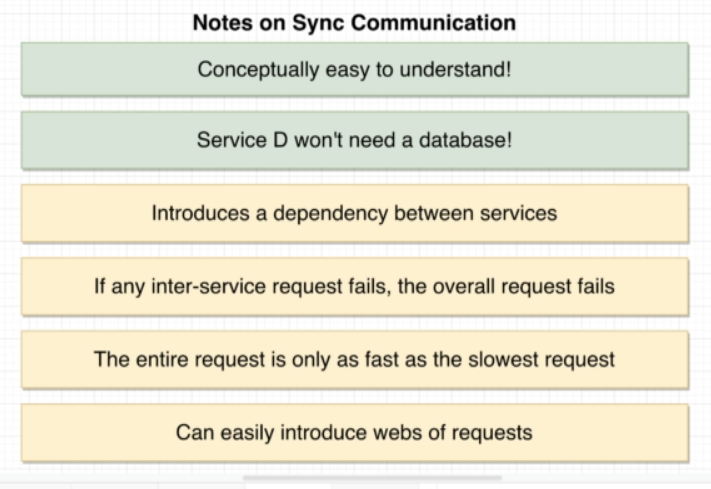 Notes on Sync Communication
Conceptually easy to understand!
Service D won't need a database!
Introduces a dependency between services
If any inter-service request fails, the overall request fails
The entire request is only as fast as the slowest request
Can easily introduce webs of requests